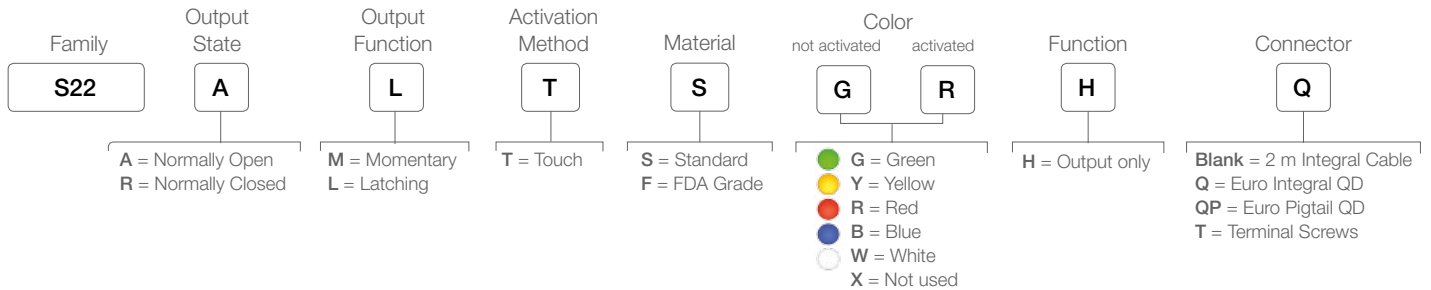 Family
Output State
Output Function
Activation Method
Material
Color
not activated
activated
Function
Connector
S22
A
L
T
S
G
R
H
Q
A = Normally Open
R = Normally Closed
M = Momentary
L = Latching
T = Touch
S = Standard
F = FDA Grade
G = Green
Y = Yellow
R = Red
B = Blue
W = White
X = Not used
H = Output only
Blank = 2 m Integral Cable
Q = Euro Integral QD
QP = Euro Pigtail QD
T = Terminal Screws